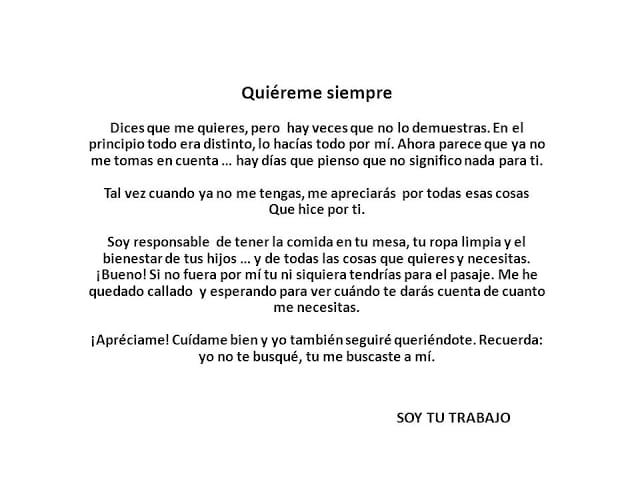 Quiéreme siempre
Dices que me quieres, pero hay veces que no lo demuestras. En el
principio todo era distinto, lo hacías todo por mí. Ahora parece que ya no
me tomas en cuenta ... hay días que pienso que no significo nada para ti.
Tal vez cuando ya no me tengas, me apreciarás por todas esas cosas
Que hice por ti.
Soy responsable de tener la comida en tu mesa, tu ropa limpia y el
bienestar de tus hijos ... y de todas las cosas que quieres y necesitas.
¡Bueno! Si no fuera por mí tu ni siquiera tendrías para el pasaje. Me he
quedado callado y esperando para ver cuándo te darás cuenta de cuanto
me necesitas.
¡Apréciame! Cuídame bien y yo también seguiré queriéndote. Recuerda:
yo no te busqué, tu me buscaste a mí.
SOY TU TRABAJO